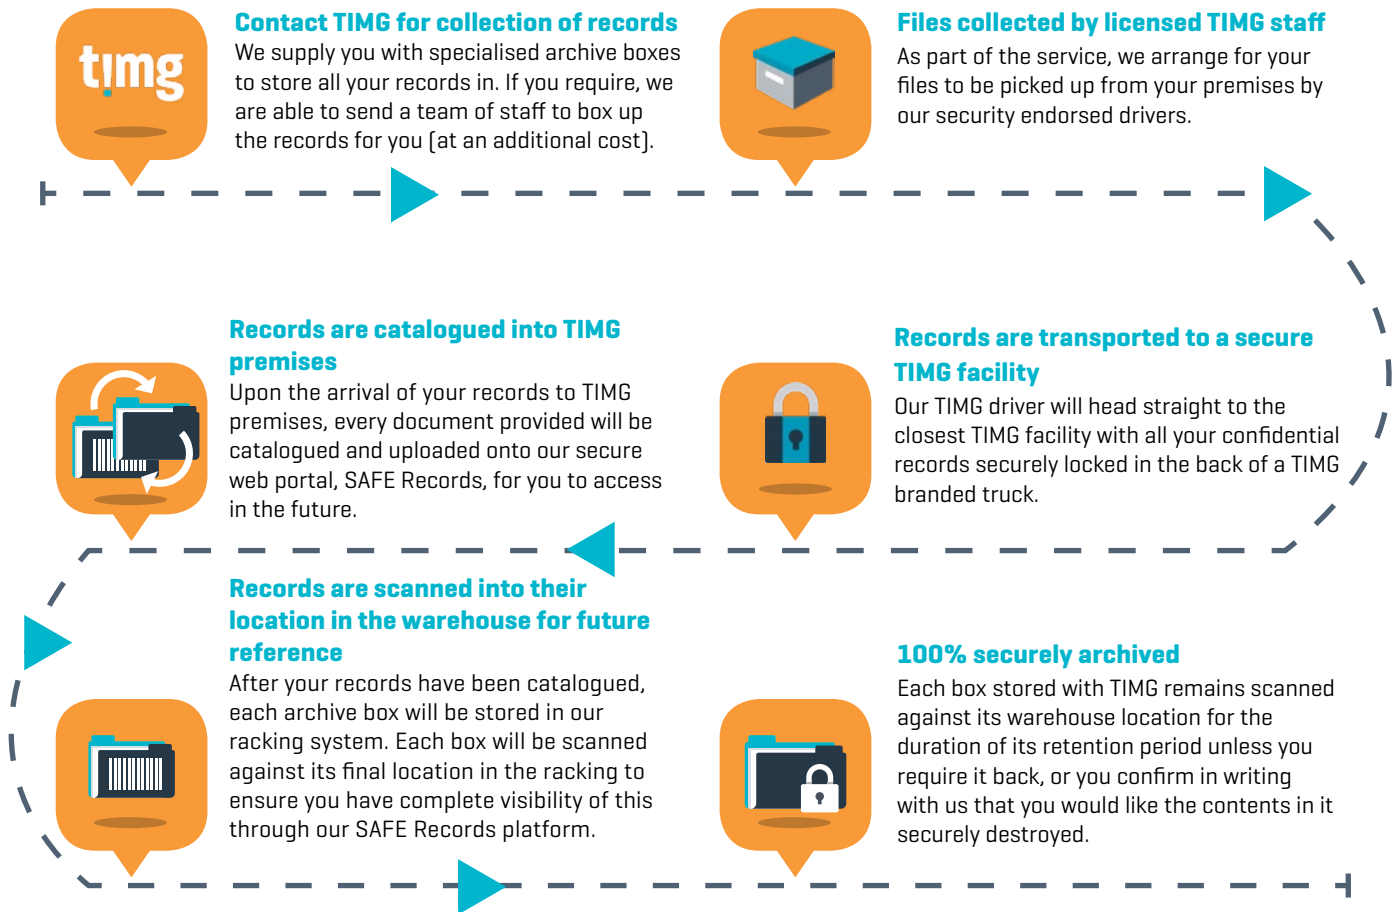 timg
Contact TIMG for collection of records
We supply you with specialised archive boxes
to store all your records in. If you require, we
are able to send a team of staff to box up
the records for you (at an additional cost).
Files collected by licensed TIMG staff
As part of the service, we arrange for your
files to be picked up from your premises by
our security endorsed drivers.
Records are transported to a secure
TIMG facility
Our TIMG driver will head straight to the
closest TIMG facility with all your confidential
records securely locked in the back of a TIMG
branded truck.
Records are catalogued into TIMG
premises
Upon the arrival of your records to TIMG
premises, every document provided will be
catalogued and uploaded onto our secure
web portal, SAFE Records, for you to access
in the future.
Records are scanned into their
location in the warehouse for future
reference
After your records have been catalogued,
each archive box will be stored in our
racking system. Each box will be scanned
against its final location in the racking to
ensure you have complete visibility of this
through our SAFE Records platform.
100% securely archived
Each box stored with TIMG remains scanned
against its warehouse location for the
duration of its retention period unless you
require it back, or you confirm in writing
with us that you would like the contents in it
securely destroyed.